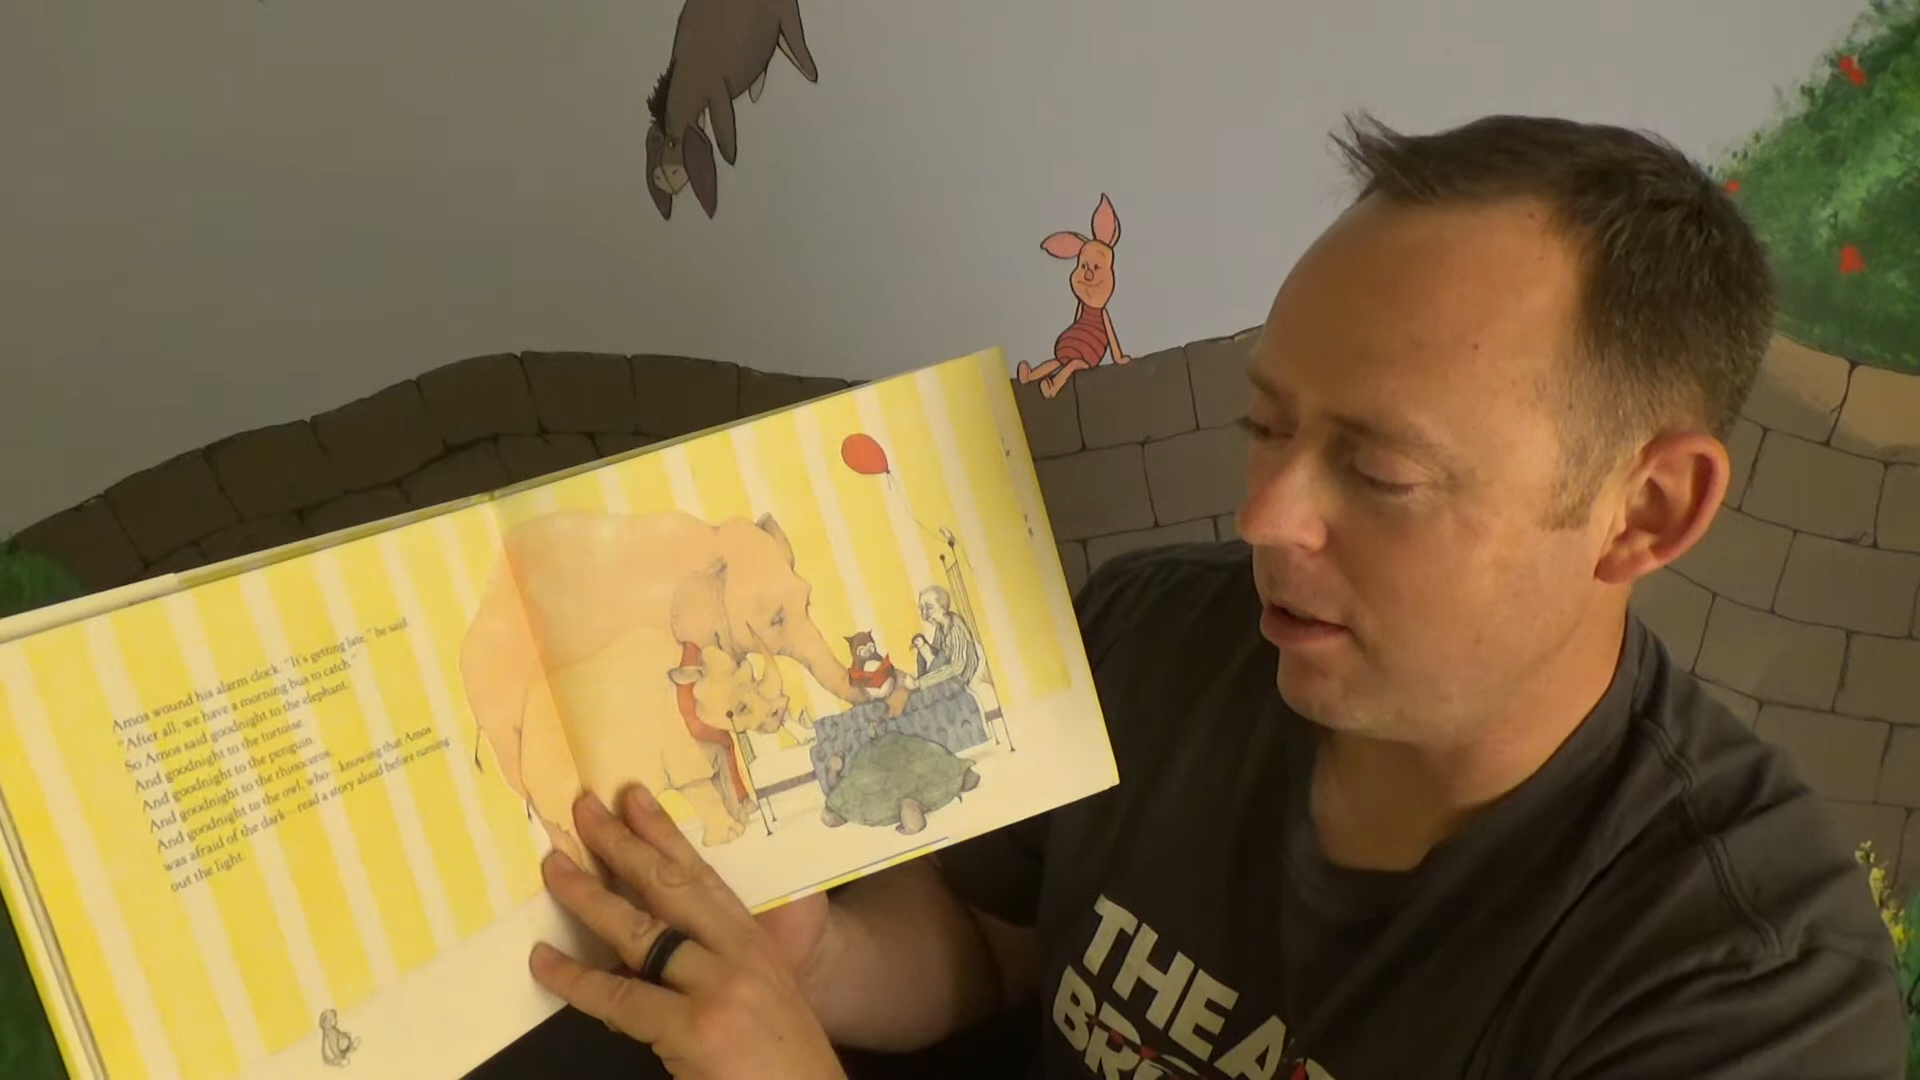 Amos wound his alarm clock. "It's getting late," he said.
"After all, we have a morning bus to catch."
So Amos said goodnight to the elephant.
And goodnight to the tortoise.
And goodnight to the penguin.
And goodnight to the rhinoceros.
And goodnight to the owl, who—knowing that Amos
was afraid of the dark—read a story aloud before turning
out the light.
THE A
BRO